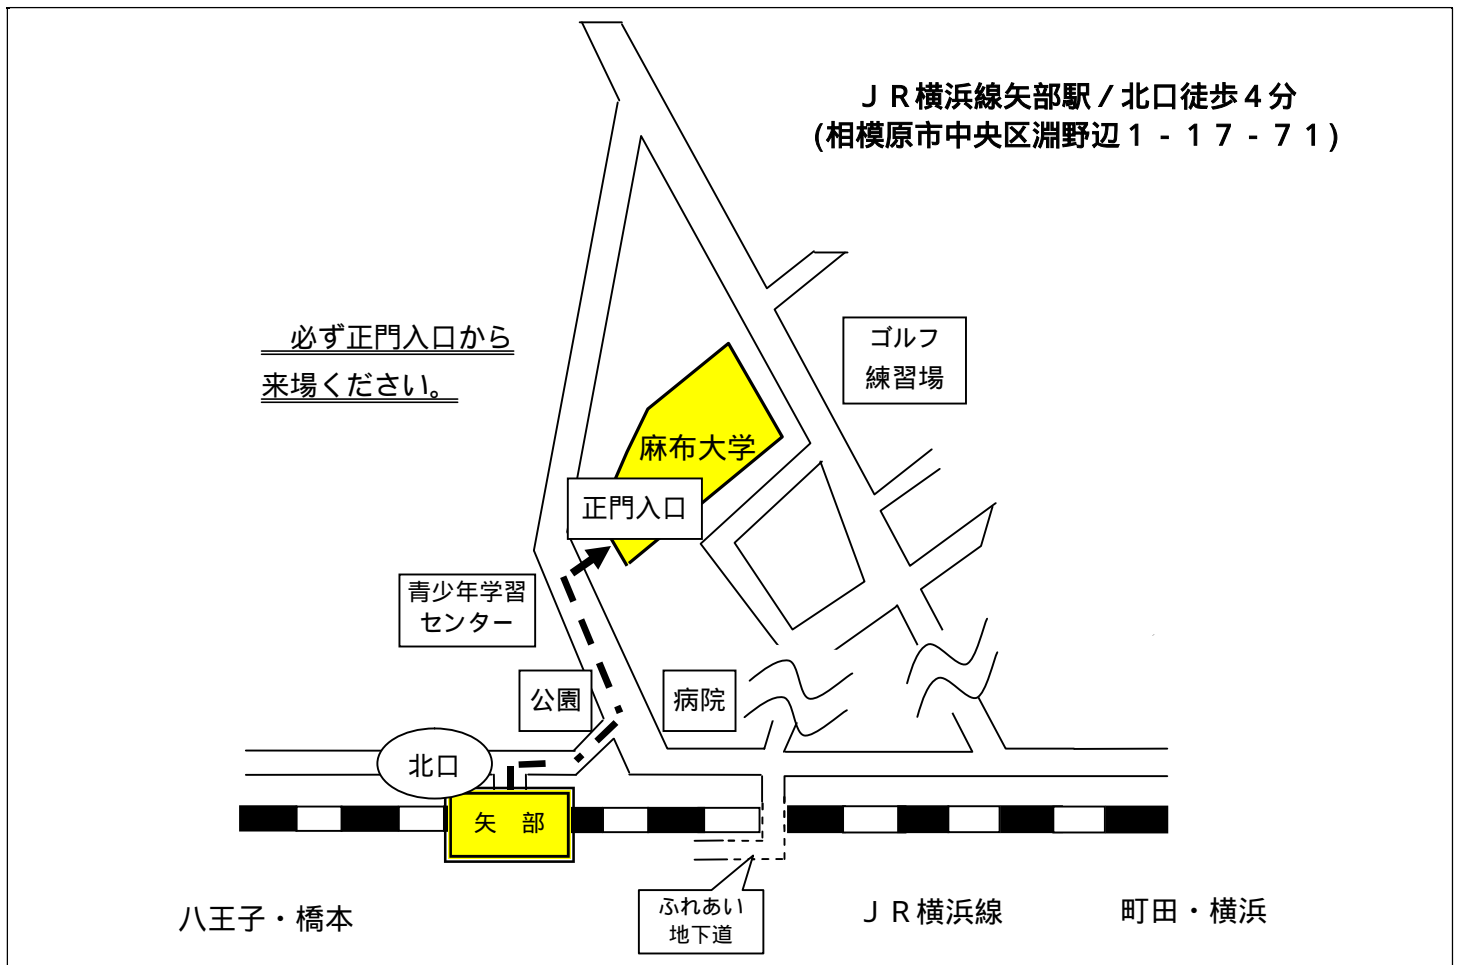 ＪＲ横浜線矢部駅/北口徒歩４分
(相模原市中央区淵野辺１-１７-７１)
必ず正門入口から
来場ください。
ゴルフ
練習場
麻布大学
正門入口
青少年学習
センター
公園
病院
北口
矢　部
ふれあい
地下道
八王子・橋本
ＪＲ横浜線
町田・横浜